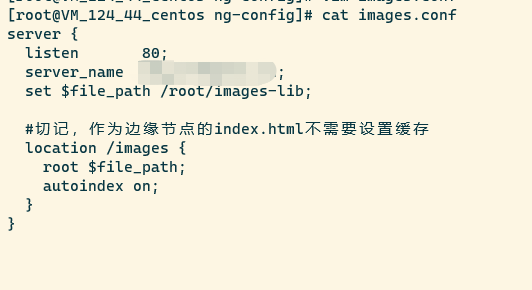 [root@VM_124_44_centos ng-config]# cat images.conf
server {
listen 80;
server_name ;
set $file_path /root/images-lib;
#切记，作为边缘节点的index.html不需要设置缓存
location /images {
root $file_path;
autoindex on;
}
}